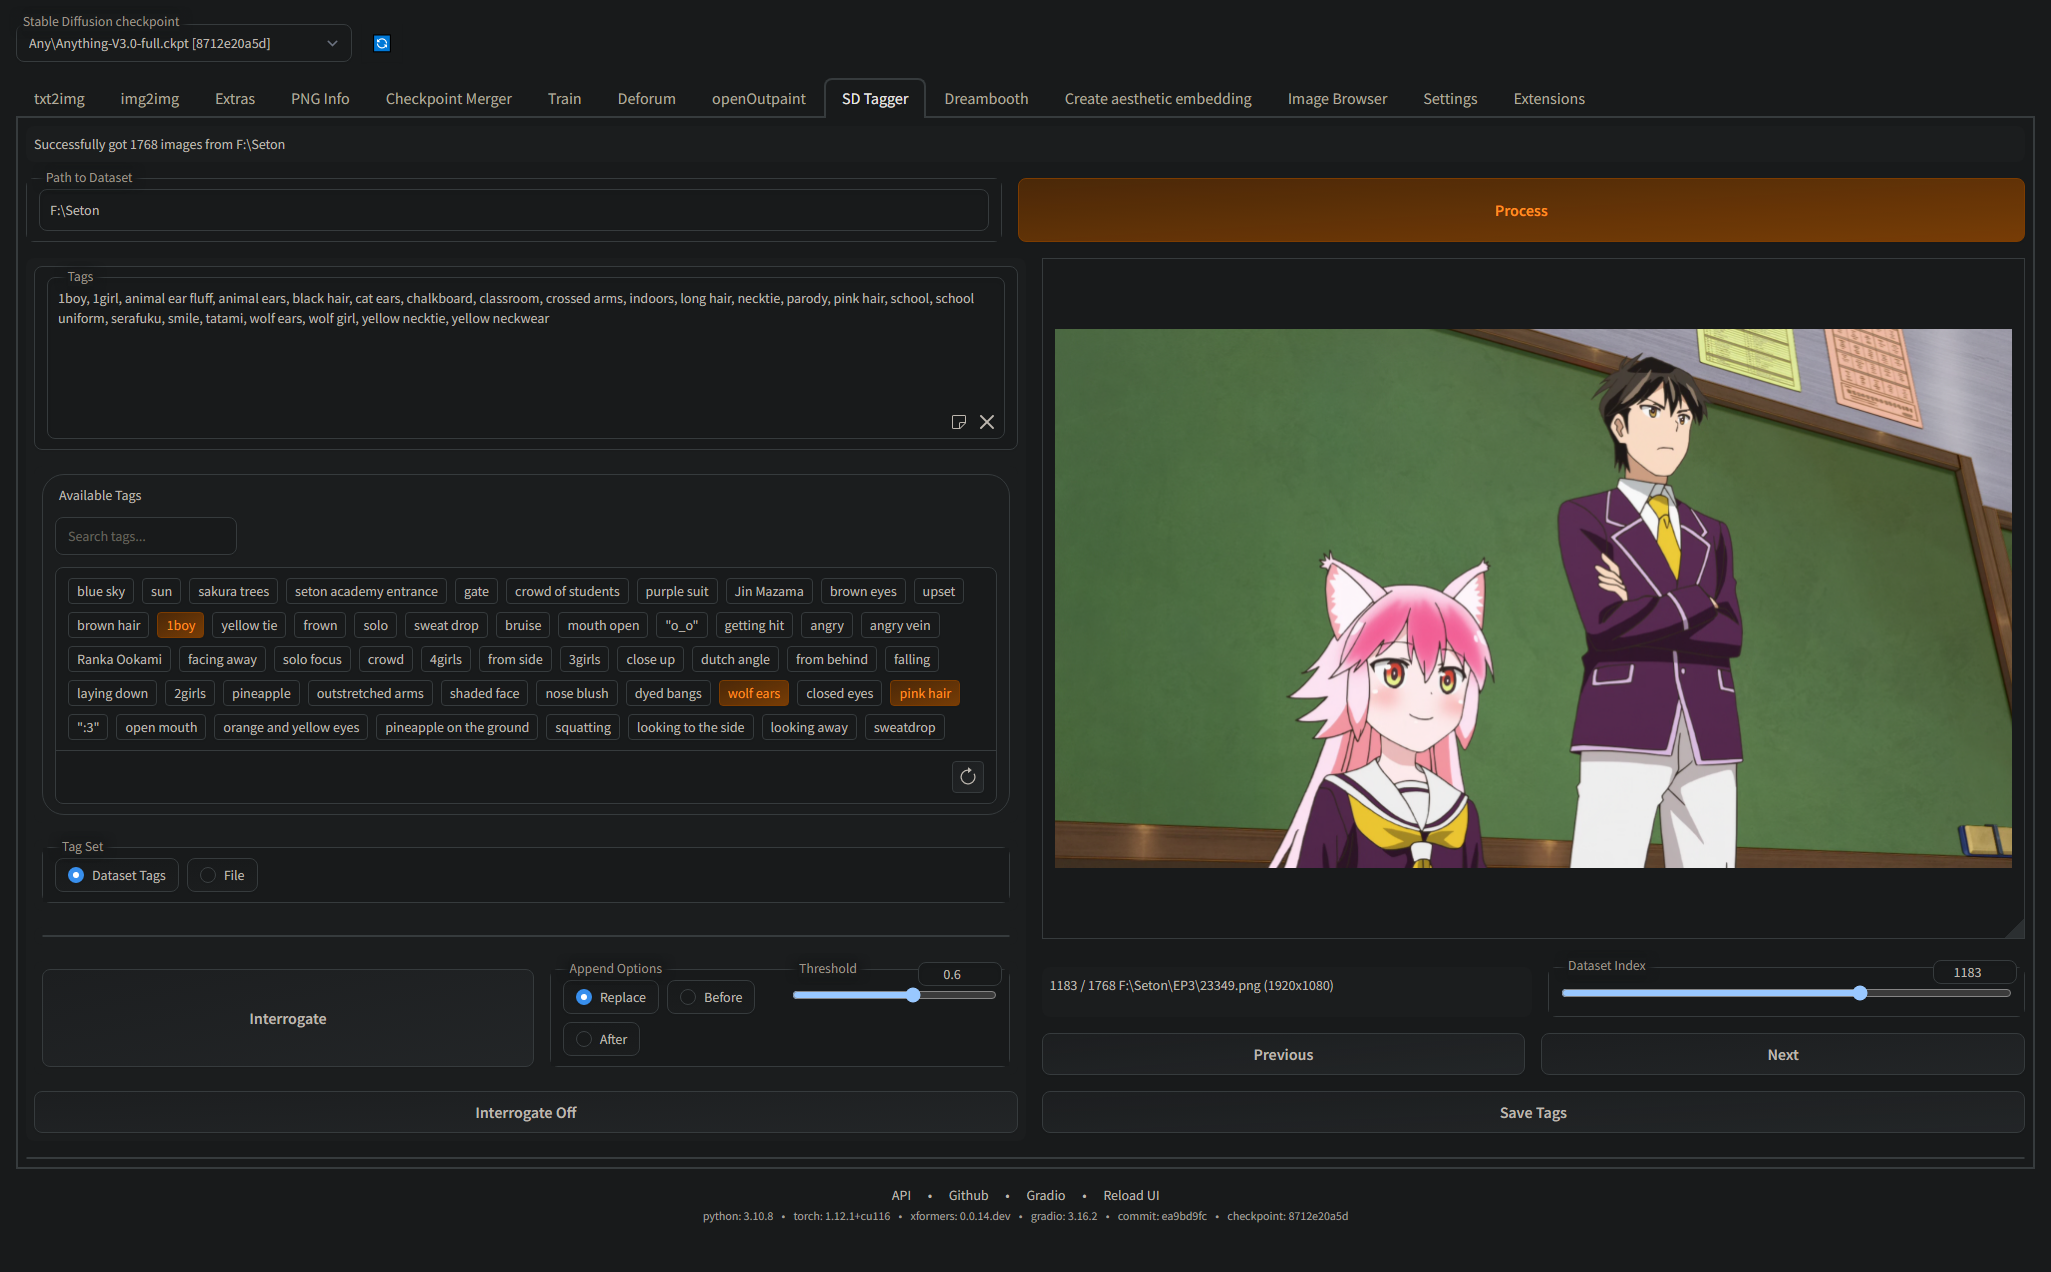 Stable Diffusion checkpoint
Any\Anything-V3.0-full.ckpt [8712e20a5d]
txt2img img2img Extras PNG Info Checkpoint Merger Train Deforum openOutpaint SD Tagger Dreambooth Create aesthetic embedding Image Browser Settings Extensions
Successfully got 1768 images from F:\Seton
Path to Dataset
F:\Seton
Process
Tags
1boy, 1girl, animal ear fluff, animal ears, black hair, cat ears, chalkboard, classroom, crossed arms, indoors, long hair, necktie, parody, pink hair, school, school
uniform, serafuku, smile, tatami, wolf ears, wolf girl, yellow necktie, yellow neckwear
Available Tags
Search tags...
blue sky sun sakura trees seton academy entrance gate crowd of students purple suit Jin Mazama brown eyes upset
brown hair 1boy yellow tie frown solo sweat drop bruise mouth open "o_o" getting hit angry angry vein
Ranka Ookami facing away solo focus crowd 4girls from side 3girls close up dutch angle from behind falling
laying down 2girls pineapple outstretched arms shaded face nose blush dyed bangs wolf ears closed eyes pink hair
":3" open mouth orange and yellow eyes pineapple on the ground squatting looking to the side looking away sweatdrop
Tag Set
Dataset Tags File
Interrogate
Append Options
Replace Before
After
Threshold 0.6
Interrogate Off
1183 / 1768 F:\Seton\EP3\23349.png (1920x1080)
Dataset Index 1183
Previous Next
Save Tags
API • Github • Gradio • Reload UI
python: 3.10.8 • torch: 1.12.1+cu116 • xformers: 0.0.14.dev • gradio: 3.16.2 • commit: ea9bd9fc • checkpoint: 8712e20a5d